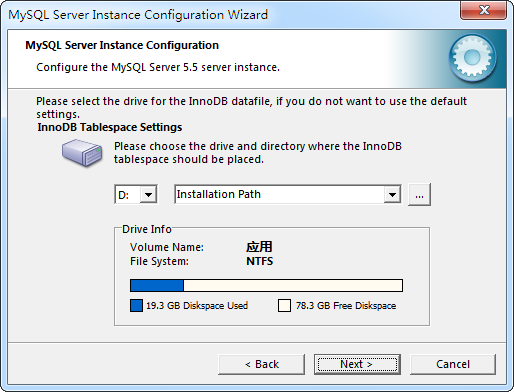 MySQL Server Instance Configuration Wizard
MySQL Server Instance Configuration
Configure the MySQL Server 5.5 server instance.
Please select the drive for the InnoDB datafile, if you do not want to use the default
settings.
InnoDB Tablespace Settings
Please choose the drive and directory where the InnoDB
tablespace should be placed.
D: Installation Path ...
Drive Info
Volume Name: 应用
File System: NTFS
19.3 GB Diskspace Used 78.3 GB Free Diskspace
< Back Next > Cancel